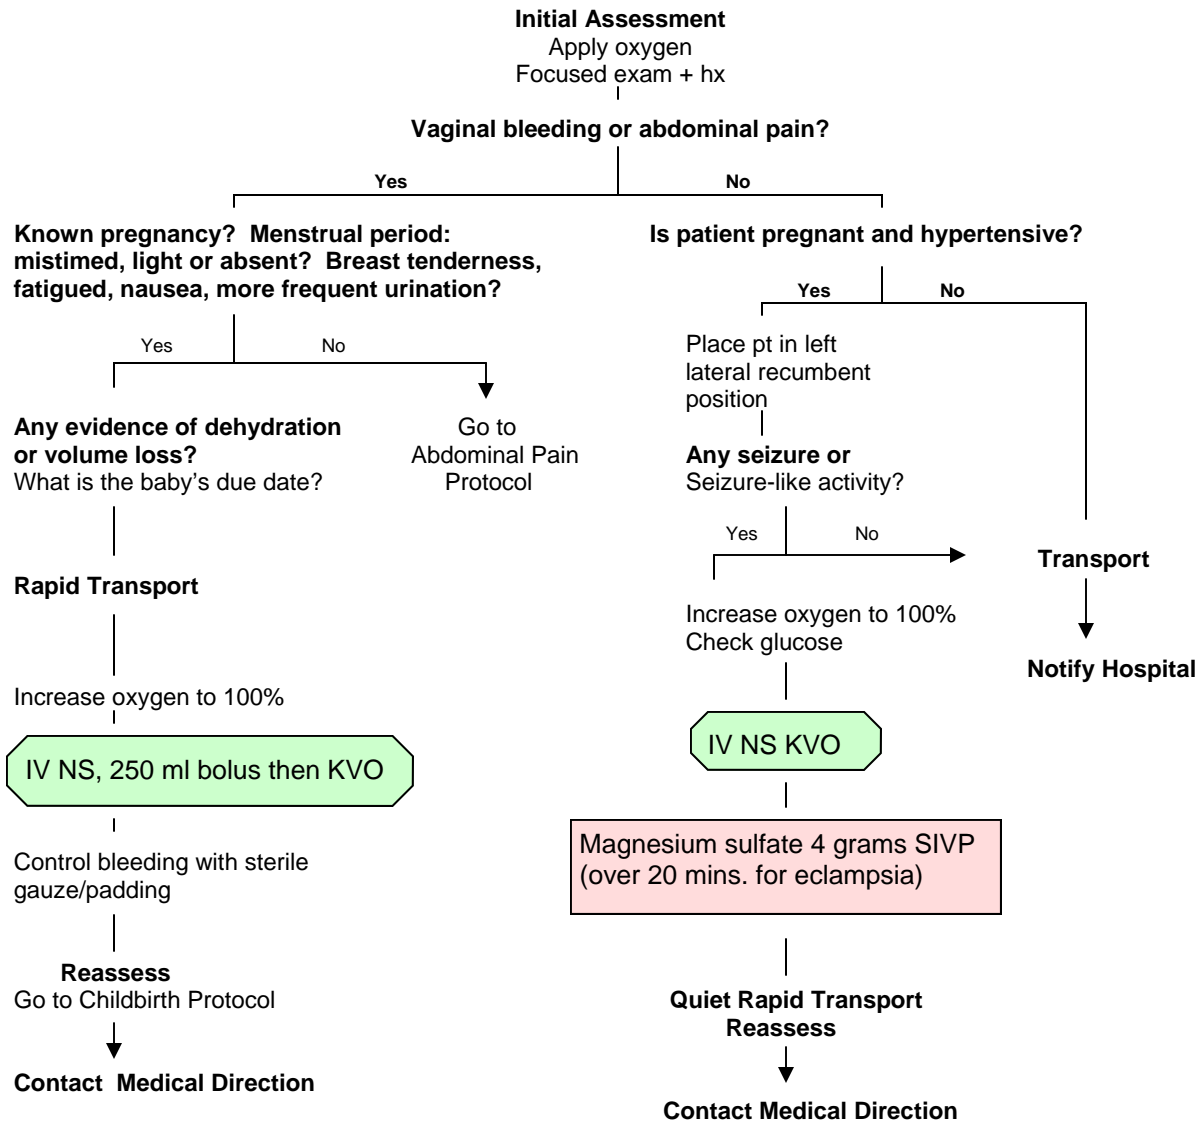 Initial Assessment
Apply oxygen
Focused exam + hx
Vaginal bleeding or abdominal pain?
Yes
No
Known pregnancy? Menstrual period:
mistimed, light or absent? Breast tenderness,
fatigued, nausea, more frequent urination?
Yes
No
Any evidence of dehydration
or volume loss?
What is the baby's due date?
Go to
Abdominal Pain
Protocol
Rapid Transport
Increase oxygen to 100%
IV NS, 250 ml bolus then KVO
Control bleeding with sterile
gauze/padding
Reassess
Go to Childbirth Protocol
Contact Medical Direction
Is patient pregnant and hypertensive?
Yes
No
Place pt in left
lateral recumbent
position
Any seizure or
Seizure-like activity?
Yes
No
Increase oxygen to 100%
Check glucose
IV NS KVO
Magnesium sulfate 4 grams SIVP
(over 20 mins. for eclampsia)
Quiet Rapid Transport
Reassess
Contact Medical Direction
Transport
Notify Hospital